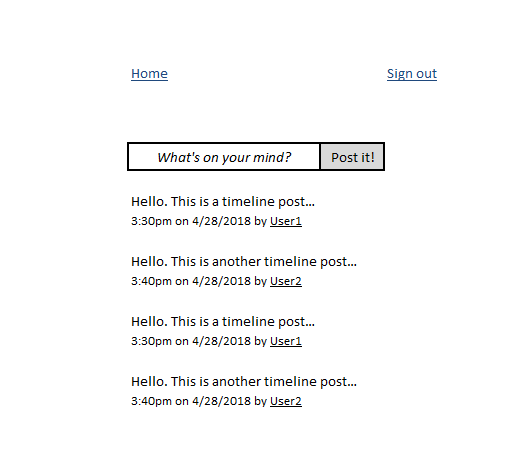 Home Sign out
What's on your mind? Post it!
Hello. This is a timeline post...
3:30pm on 4/28/2018 by User1
Hello. This is another timeline post...
3:40pm on 4/28/2018 by User2
Hello. This is a timeline post...
3:30pm on 4/28/2018 by User1
Hello. This is another timeline post...
3:40pm on 4/28/2018 by User2